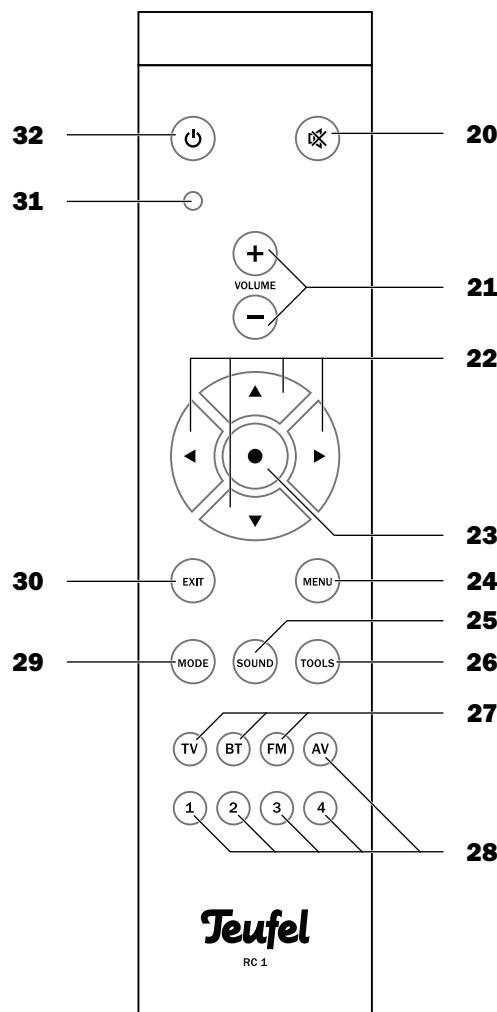 32 20
31
+
VOLUME 21
−
22
23
30 EXIT MENU 24
25
29 MODE SOUND TOOLS 26
27
TV BT FM AV
1 2 3 4
28
Teufel
RC 1